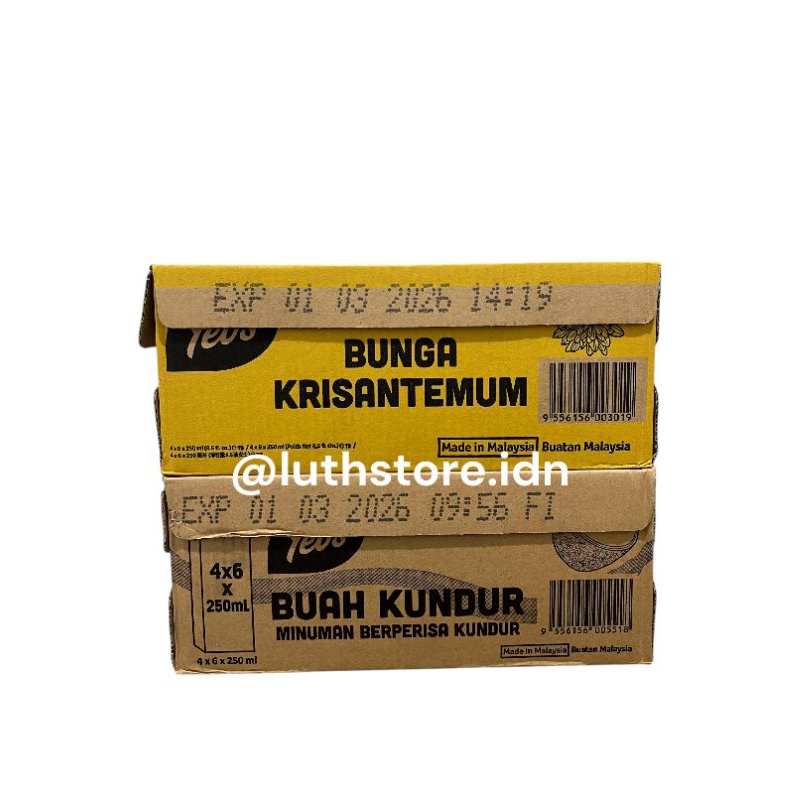 EXP 01 03 2026 14:19
Yeo's
BUNGA
KRISANTEMUM
9 556156 003019
Made in Malaysia Buatan Malaysia
@luthstore.idn
EXP 01 03 2026 09:56 FI
Yeo's
4x6
x
250mL
BUAH KUNDUR
MINUMAN BERPERISA KUNDUR
9 556156 005518
4 x 6 x 250 ml
Made in Malaysia Buatan Malaysia